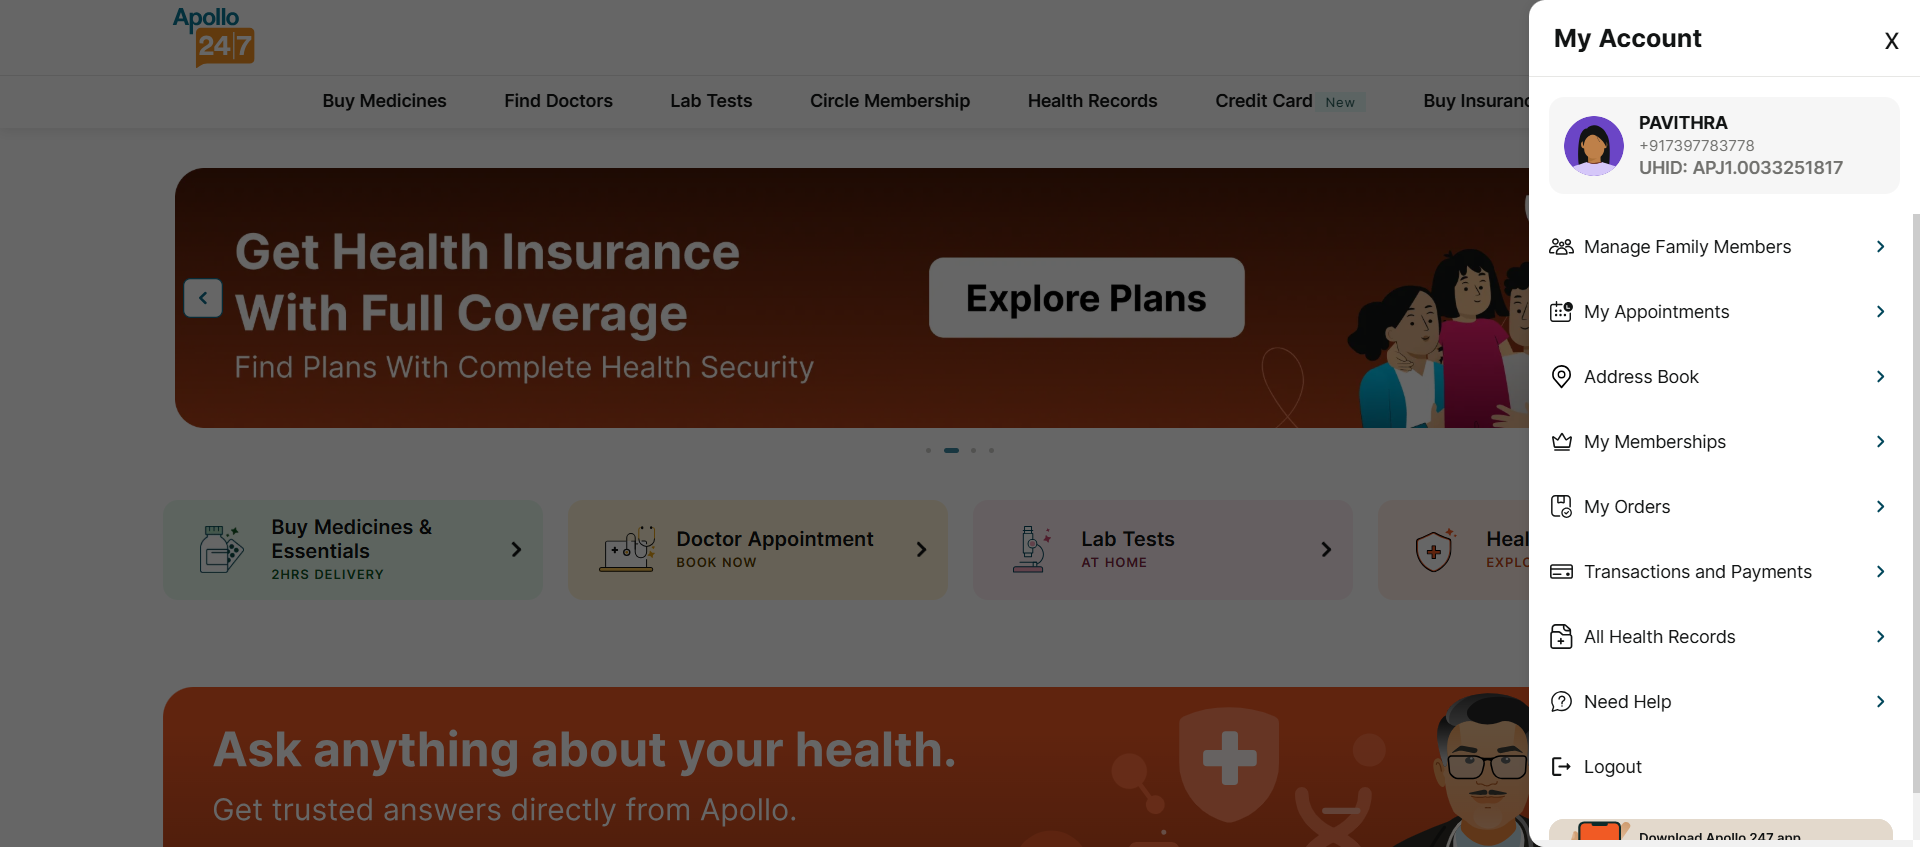 Apollo
24|7
Buy Medicines
Find Doctors
Lab Tests
Circle Membership
Health Records
Credit Card New
Buy
Get Health Insurance
With Full Coverage
Find Plans With Complete Health Security
Explore Plans
Buy Medicines &
Essentials
2HRS DELIVERY
Doctor Appointment
BOOK NOW
Lab Tests
AT HOME
Ask anything about your health.
Get trusted answers directly from Apollo.
My Account
X
PAVITHRA
+917397783778
UHID: APJ1.0033251817
Manage Family Members
My Appointments
Address Book
My Memberships
My Orders
Transactions and Payments
All Health Records
Need Help
Logout
Download Apollo 247 app